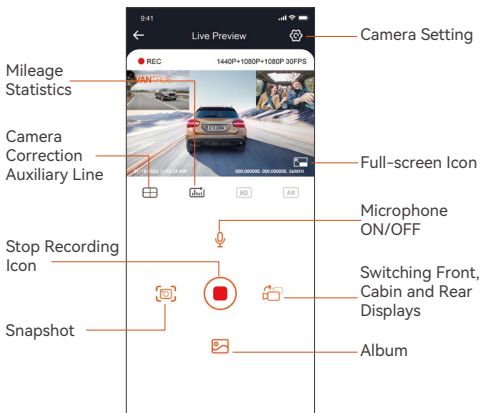 9:41
Live Preview
Camera Setting
REC
1440P+1080P+1080P 30FPS
VANTRUE
Mileage
Statistics
Camera
Correction
Auxiliary Line
Full-screen Icon
HD
AR
Microphone
ON/OFF
Stop Recording
Icon
Switching Front,
Cabin and Rear
Displays
Snapshot
Album